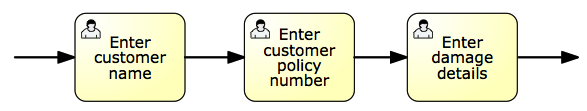 Enter
customer
name
Enter
customer
policy
number
Enter
damage
details